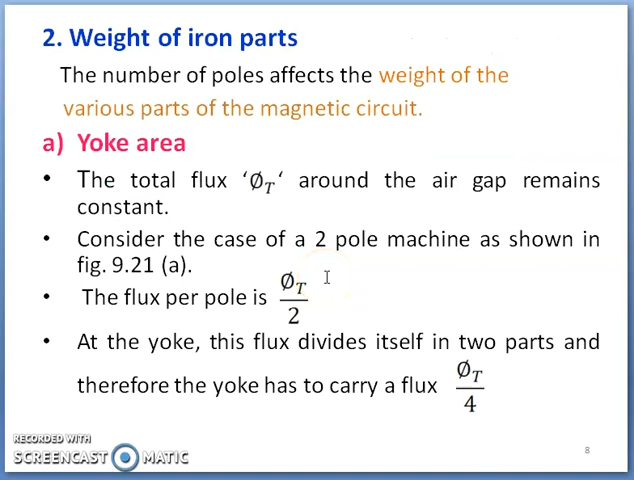 2. Weight of iron parts
The number of poles affects the weight of the
various parts of the magnetic circuit.
a) Yoke area
• The total flux ‘∅_T‘ around the air gap remains
constant.
• Consider the case of a 2 pole machine as shown in
fig. 9.21 (a).
• The flux per pole is ∅_T/2
• At the yoke, this flux divides itself in two parts and
therefore the yoke has to carry a flux ∅_T/4
RECORDED WITH
SCREENCAST MATIC
8